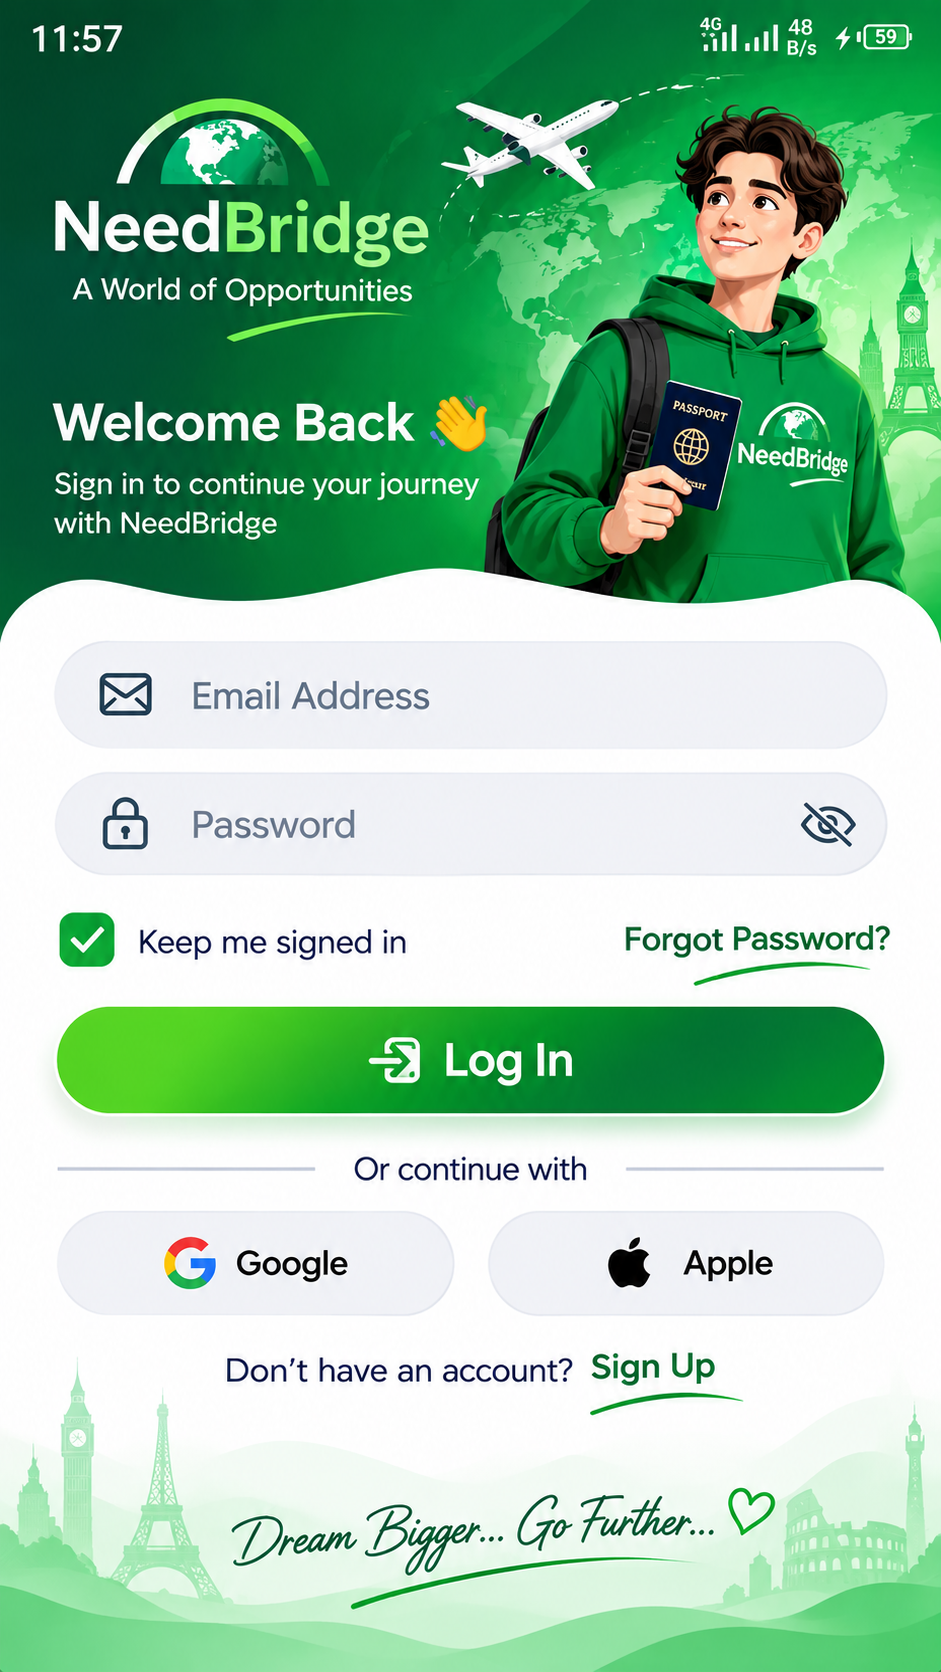 11:57
4G 48 B/s 59
NeedBridge
A World of Opportunities
PASSPORT
NeedBridge
Welcome Back 👋
Sign in to continue your journey
with NeedBridge
Email Address
Password
Keep me signed in
Forgot Password?
Log In
Or continue with
Google
Apple
Don’t have an account? Sign Up
Dream Bigger... Go Further...